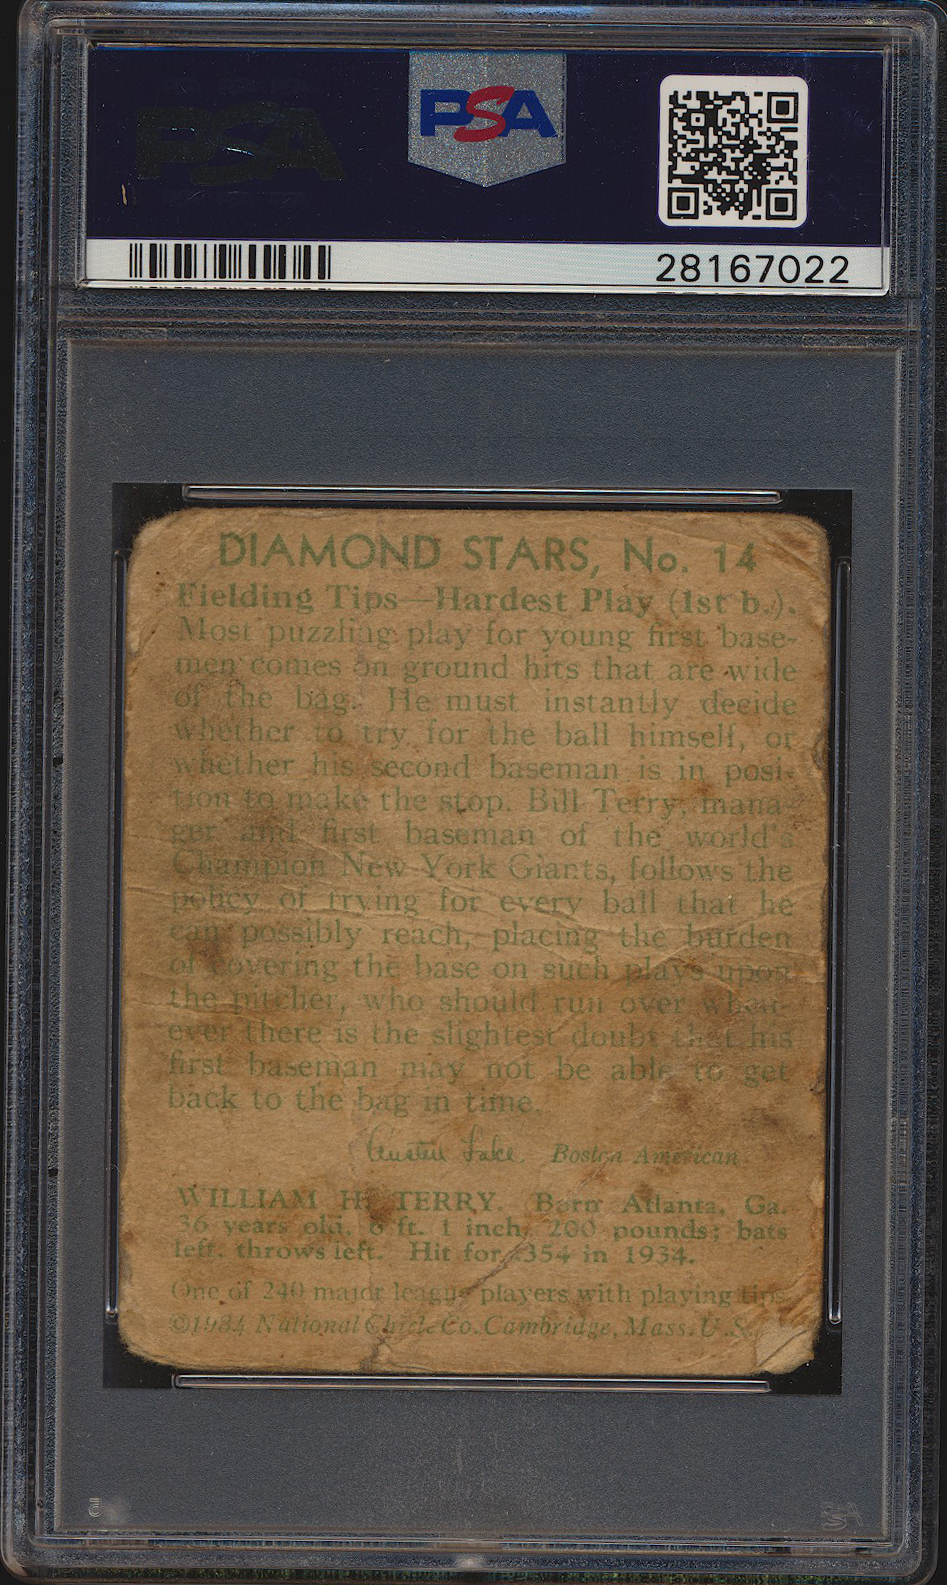 PSA
PSA
28167022
DIAMOND STARS, No. 14
Fielding Tips—Hardest Play (1st b.).
Most puzzling play for young first base-
men comes on ground hits that are wide
of the bag. He must instantly decide
whether to try for the ball himself, or
whether his second baseman is in posi-
tion to make the stop. Bill Terry, mana-
ger and first baseman of the world's
Champion New York Giants, follows the
policy of trying for every ball that he
can possibly reach, placing the burden
of covering the base on such plays upon
the pitcher, who should run over when-
ever there is the slightest doubt that his
first baseman may not be able to get
back to the bag in time.
Austen Lake Boston American
WILLIAM H. TERRY. Born Atlanta, Ga.
36 years old, 6 ft. 1 inch, 200 pounds; bats
left, throws left. Hit for .354 in 1934.
One of 240 major league players with playing tips
©1934 National Chicle Co. Cambridge, Mass. U.S.